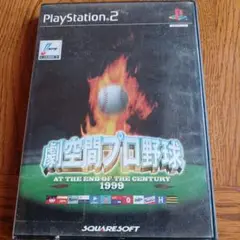 PlayStation 2
劇空間プロ野球
AT THE END OF THE CENTURY
1999
SQUARESOFT